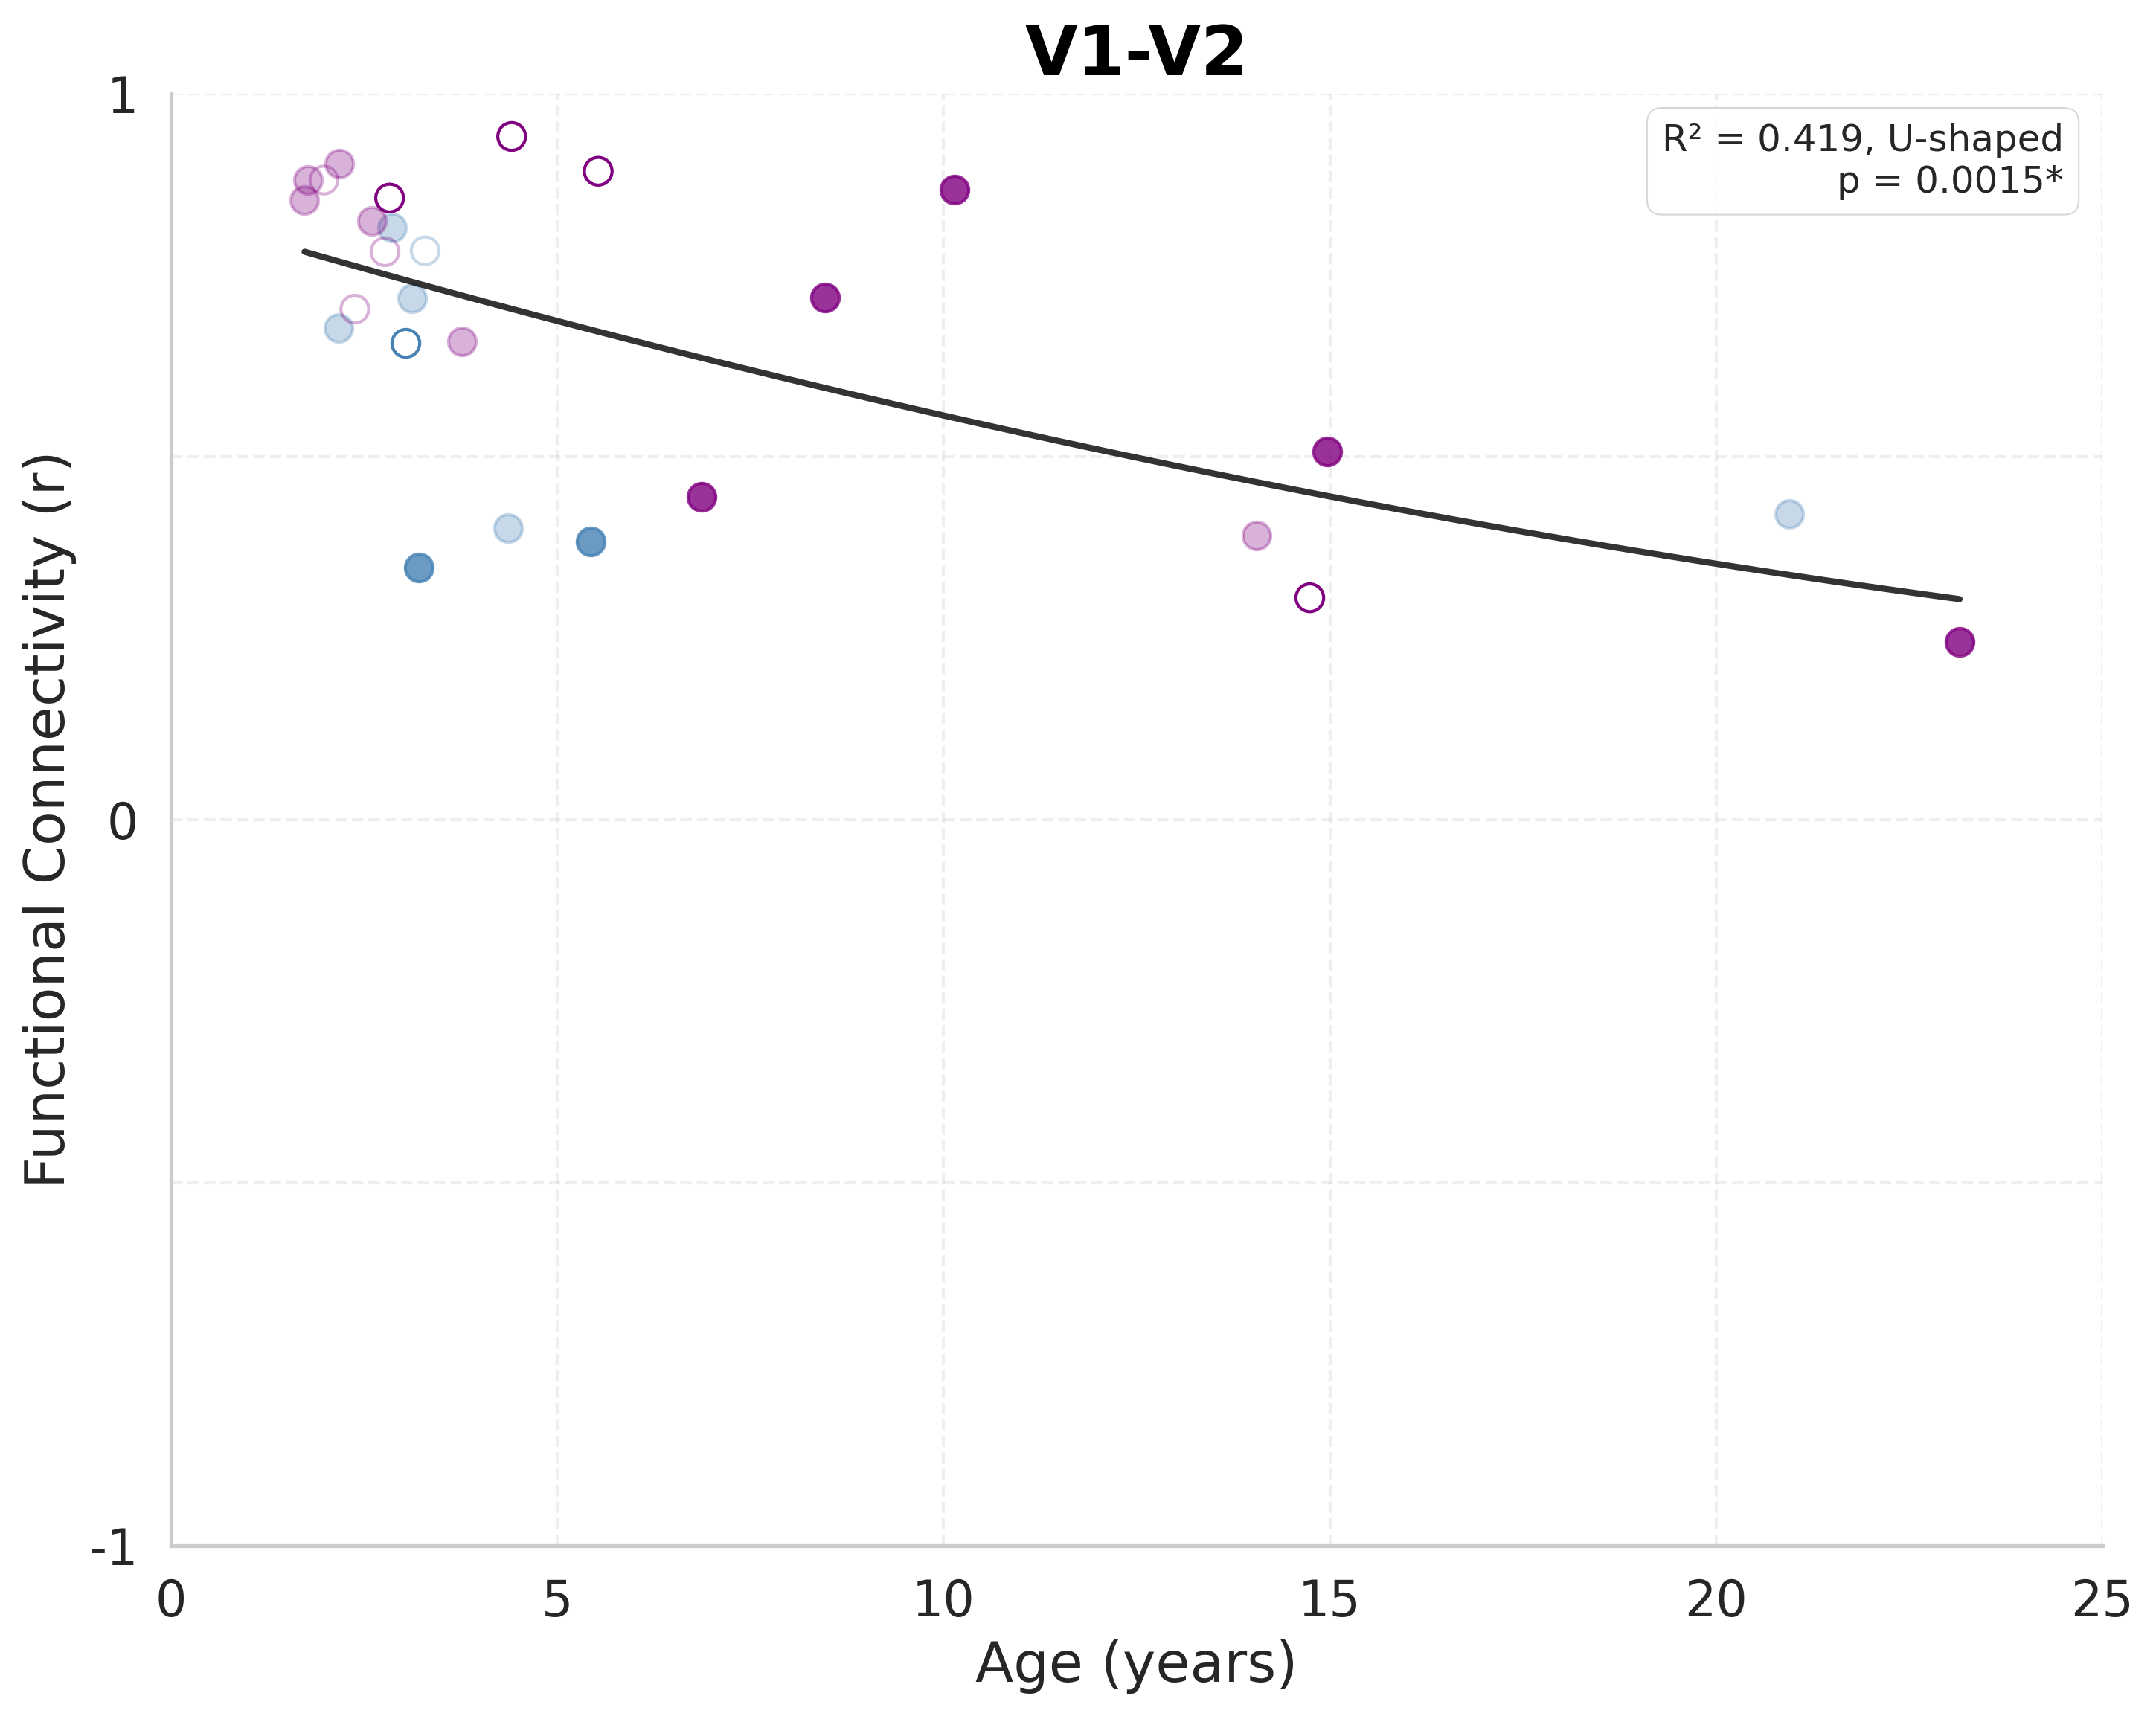 V1-V2
R² = 0.419, U-shaped
p = 0.0015*
Functional Connectivity (r)
1
0
-1
0 5 10 15 20 25
Age (years)